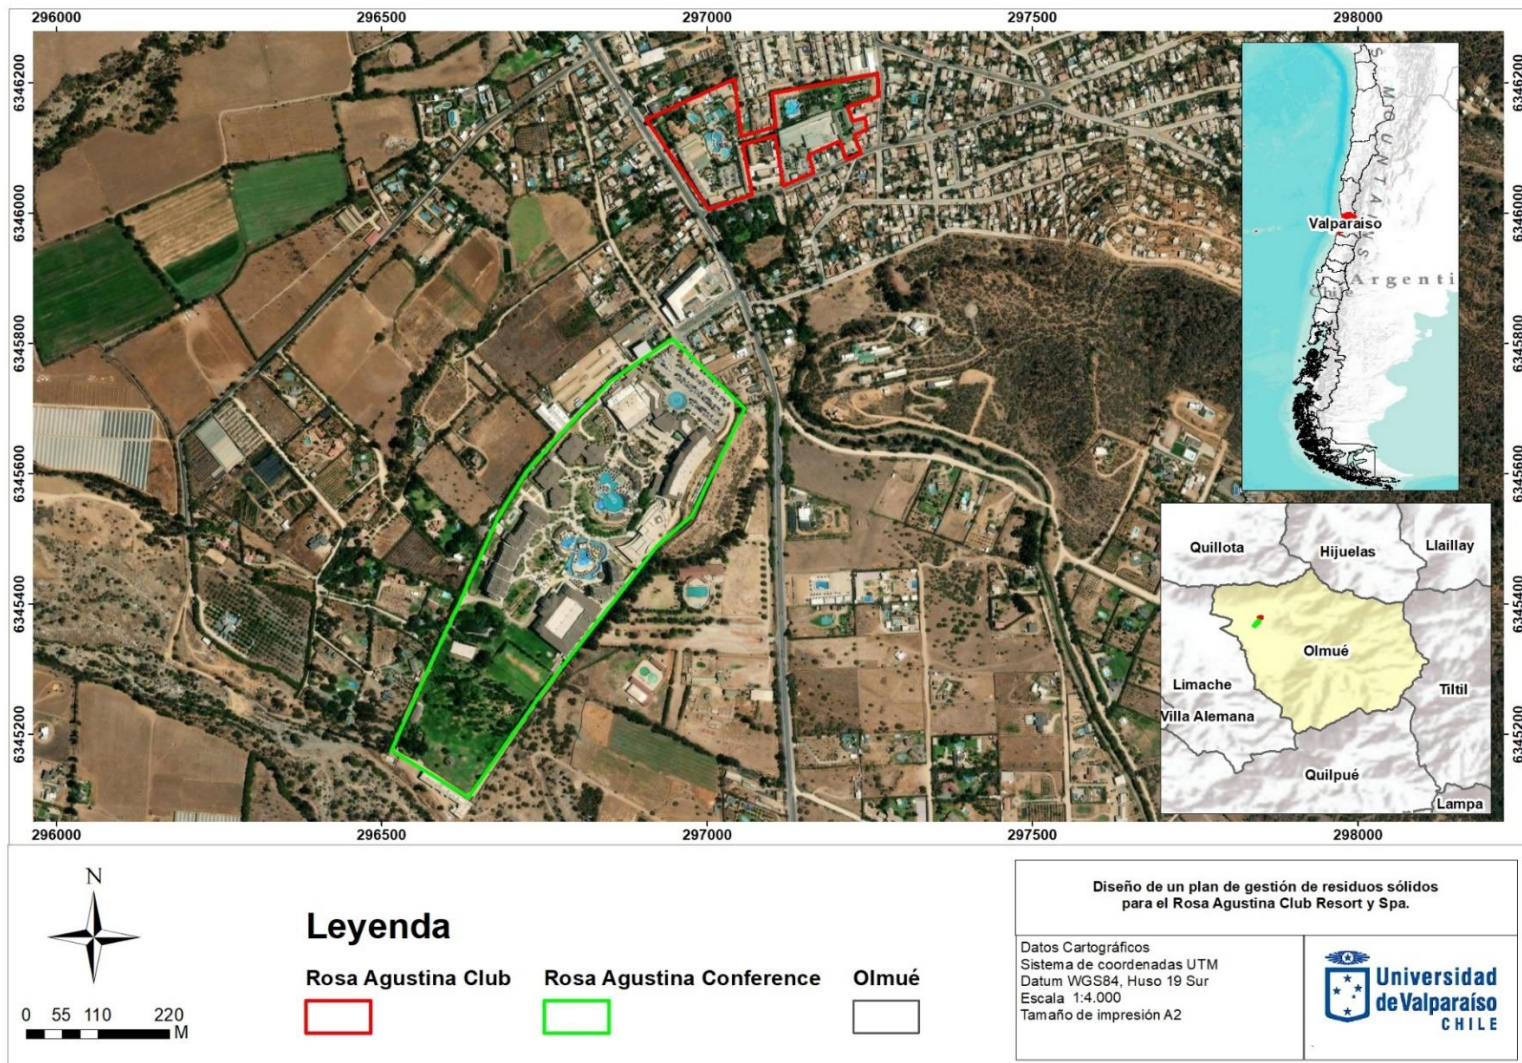 296000 296500 297000 297500 298000
6346200
6346000
6345800
6345600
6345400
6345200
6346200
6346000
6345800
6345600
6345400
6345200
MOUNTAINS
Valparaiso
Argenti
Chile
Quillota
Hijuelas
Llaillay
Olmué
Limache
Tiltil
Villa Alemana
Quilpué
Lampa
296000 296500 297000 297500 298000
N
0 55 110 220
M
Leyenda
Rosa Agustina Club
Rosa Agustina Conference
Olmué
Diseño de un plan de gestión de residuos sólidos
para el Rosa Agustina Club Resort y Spa.
Datos Cartográficos
Sistema de coordenadas UTM
Datum WGS84, Huso 19 Sur
Escala 1:4.000
Tamaño de impresión A2
Universidad
de Valparaíso
CHILE